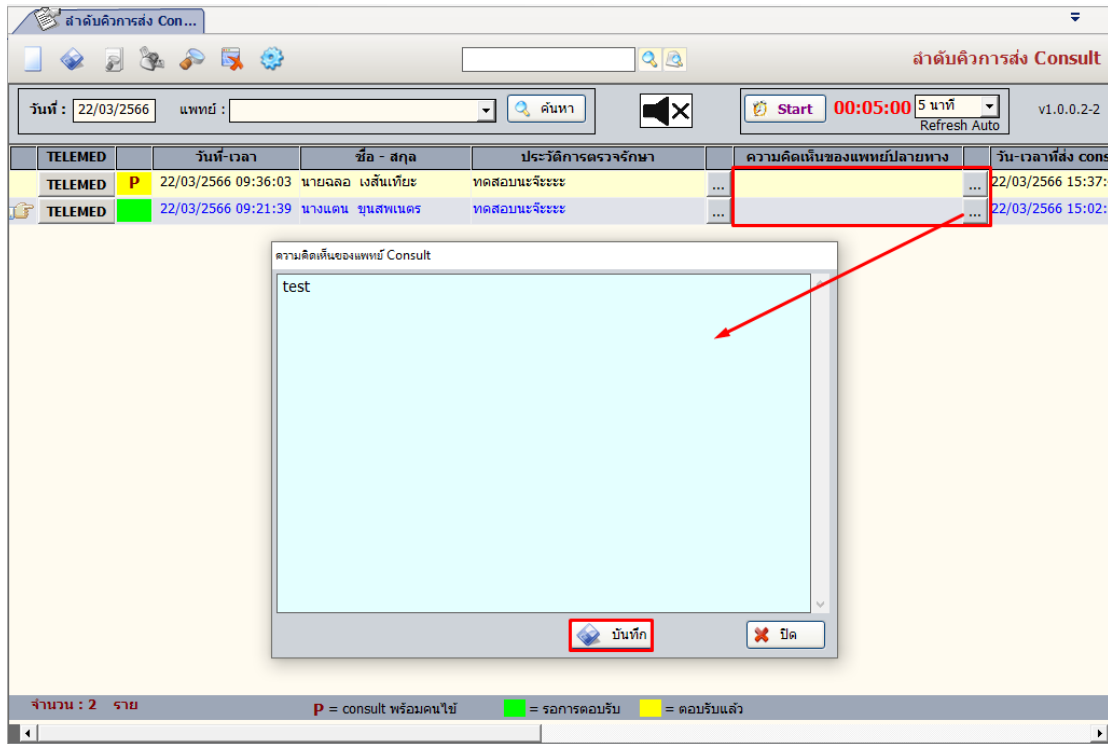 ลำดับคิวการส่ง Con...
ลำดับคิวการส่ง Consult
วันที่ : 22/03/2566 แพทย์ : ค้นหา Start 00:05:00 5 นาที Refresh Auto v1.0.0.2-2
TELEMED วันที่-เวลา ชื่อ - สกุล ประวัติการตรวจรักษา ความคิดเห็นของแพทย์ปลายทาง วัน-เวลาที่ส่ง cons
TELEMED P 22/03/2566 09:36:03 นายฉลอ เงสันเทียะ ทดสอบนะจ๊ะะะะ ... ... 22/03/2566 15:37:
TELEMED 22/03/2566 09:21:39 นางแตน ขุนสพเนตร ทดสอบนะจ๊ะะะะ ... ... 22/03/2566 15:02:
ความคิดเห็นของแพทย์ Consult
test
บันทึก ปิด
จำนวน : 2 ราย P = consult พร้อมคนไข้ = รอการตอบรับ = ตอบรับแล้ว